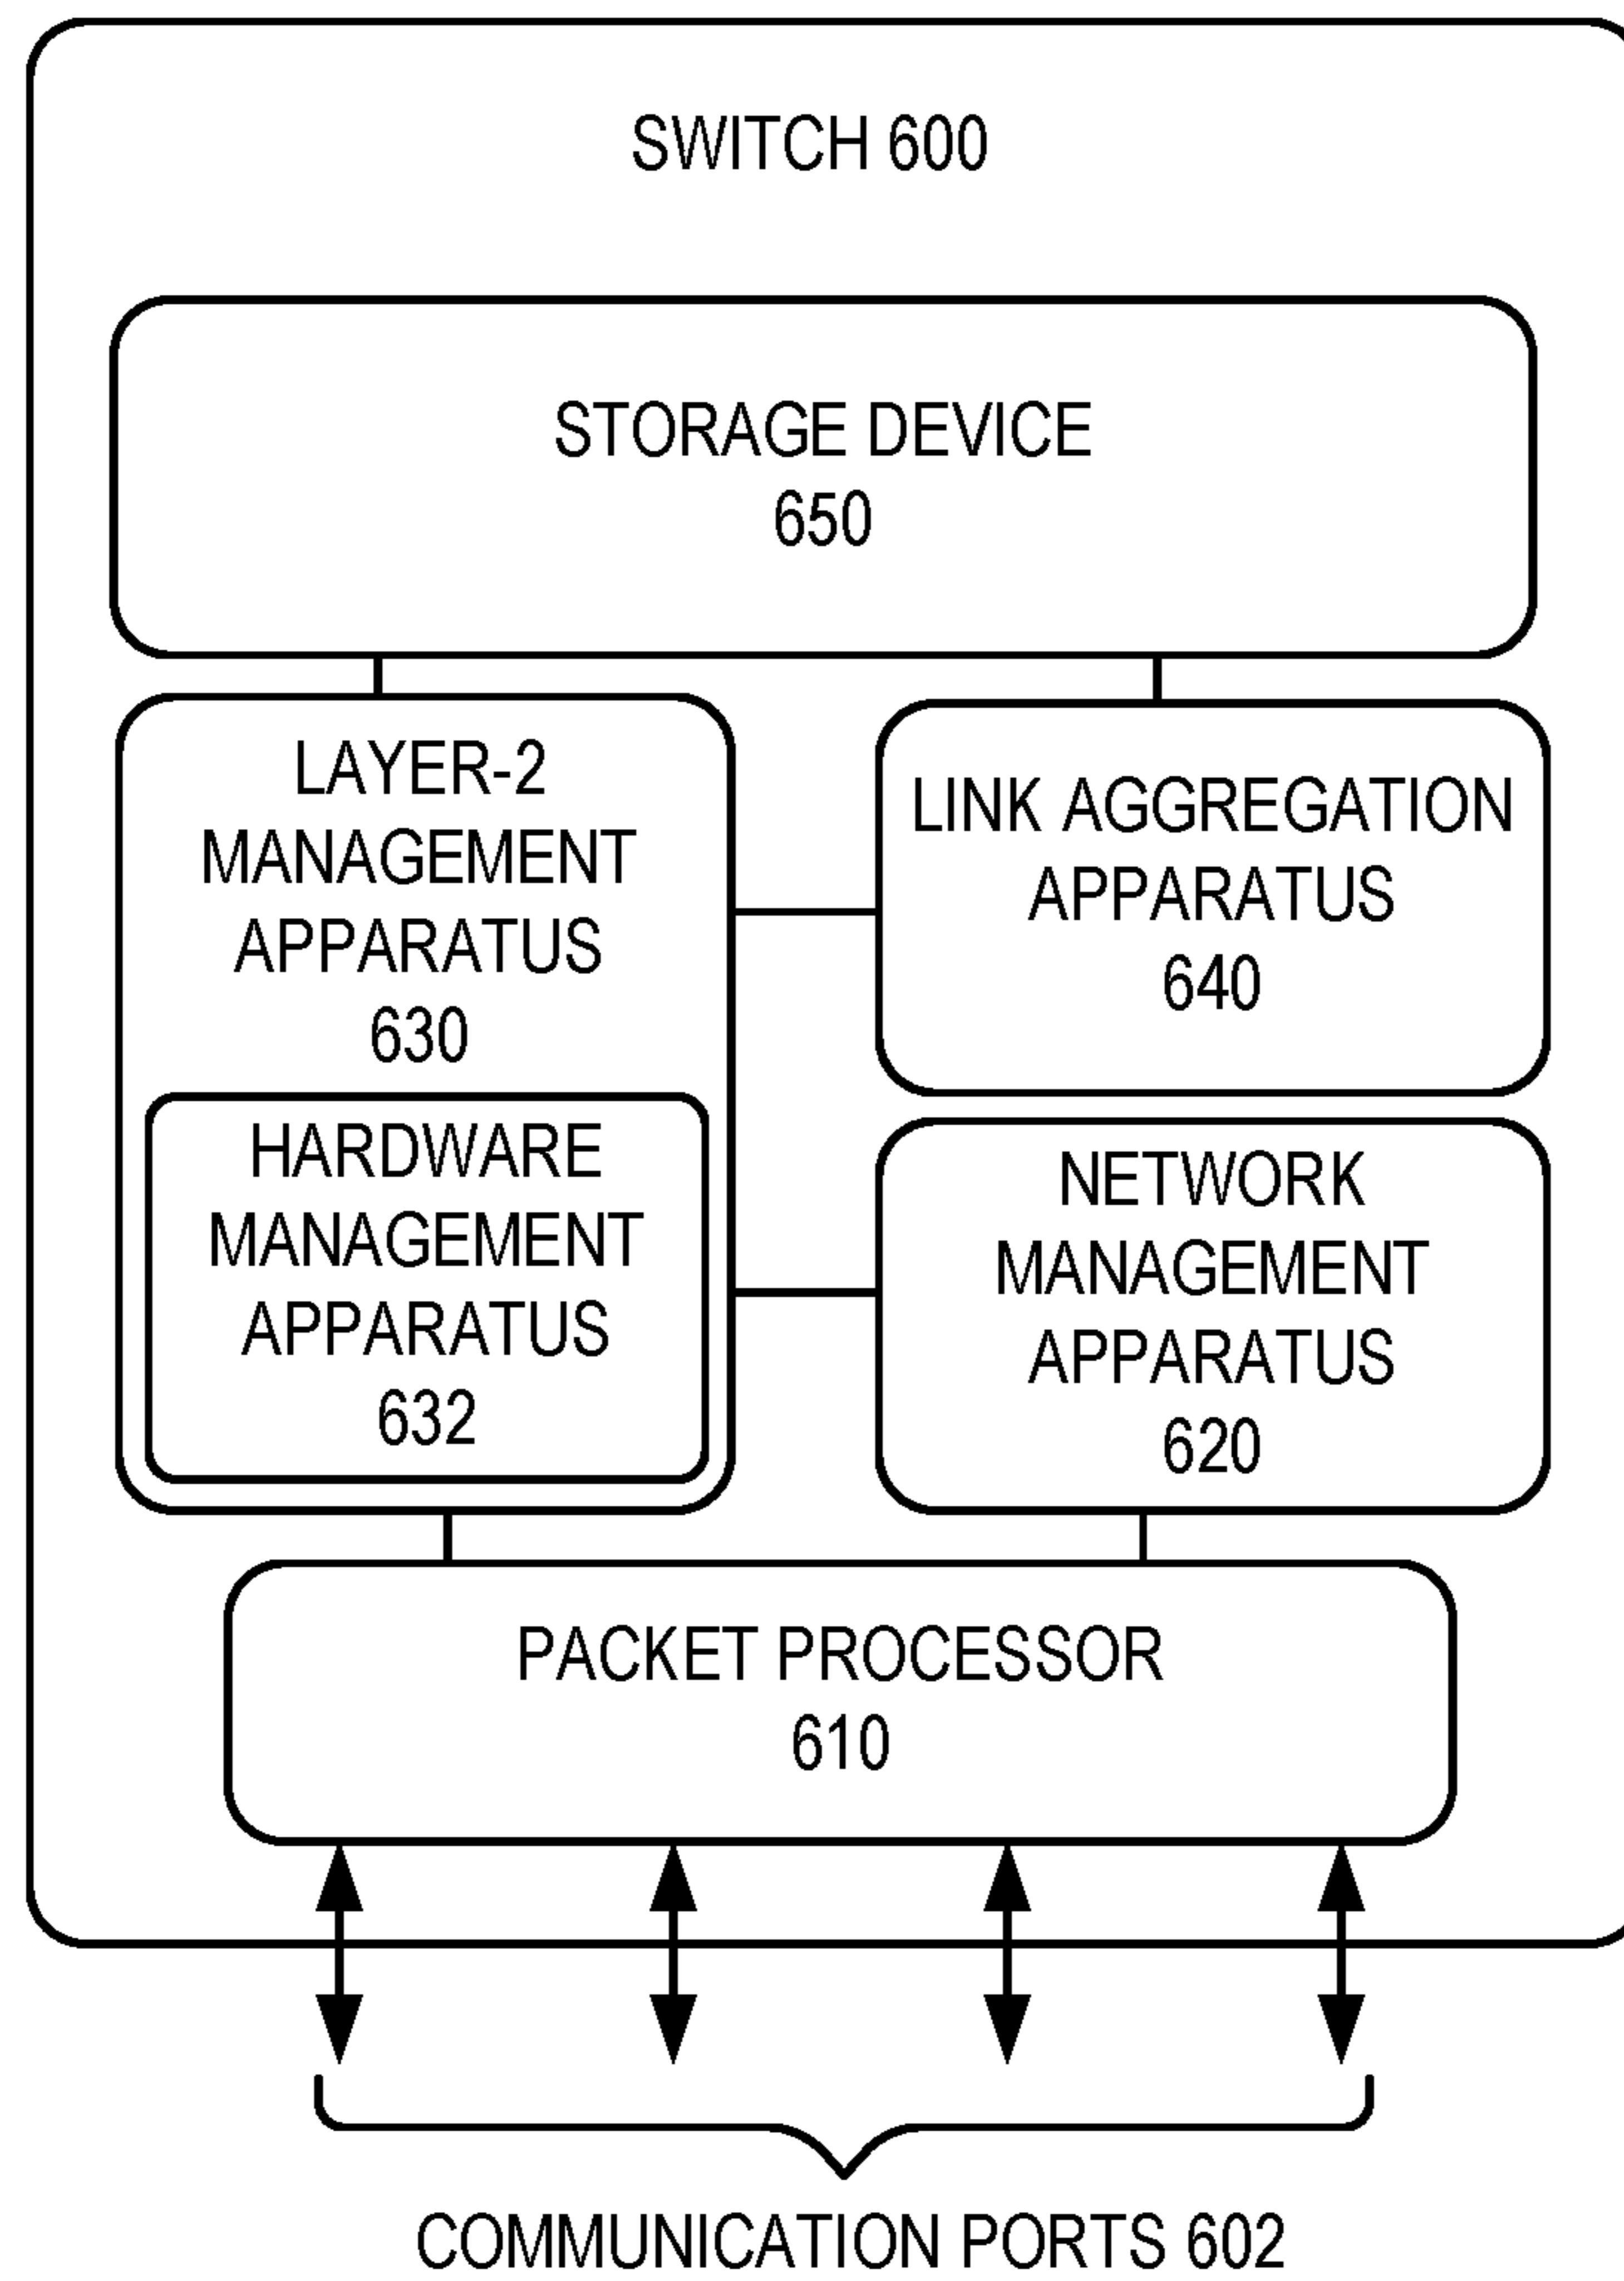 SWITCH 600
STORAGE DEVICE
650
LAYER-2
MANAGEMENT
APPARATUS
630
HARDWARE
MANAGEMENT
APPARATUS
632
LINK AGGREGATION
APPARATUS
640
NETWORK
MANAGEMENT
APPARATUS
620
PACKET PROCESSOR
610
COMMUNICATION PORTS 602